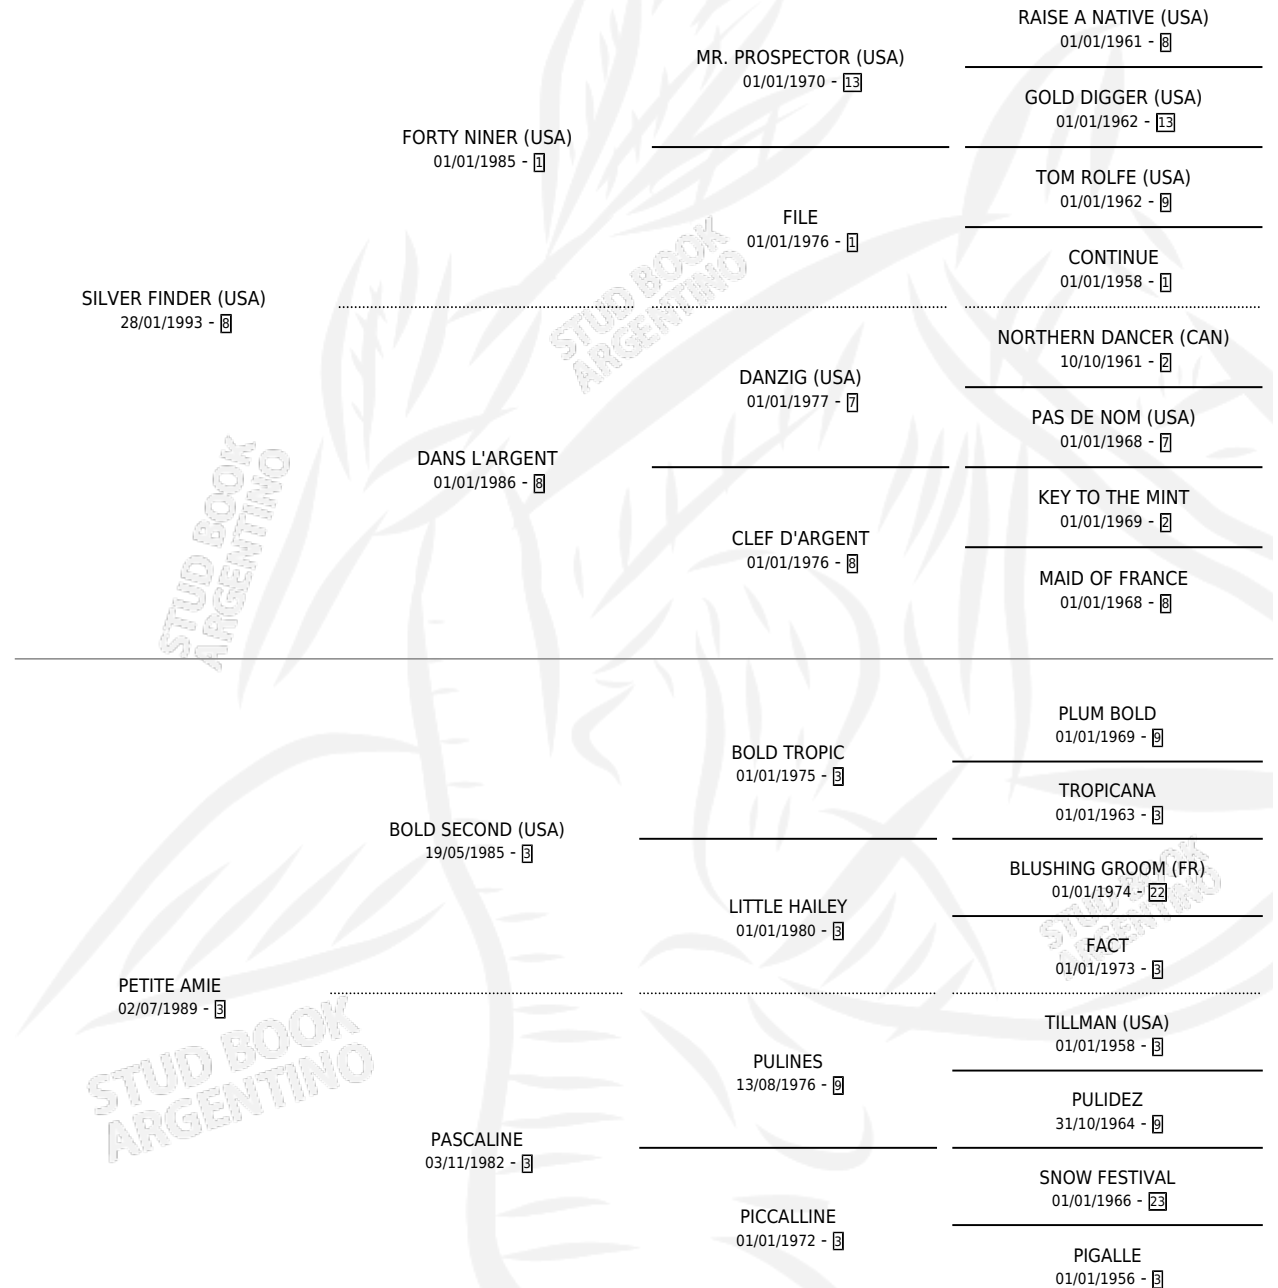 RAISE A NATIVE (USA)
01/01/1961 - 8
MR. PROSPECTOR (USA)
01/01/1970 - 13
GOLD DIGGER (USA)
01/01/1962 - 13
FORTY NINER (USA)
01/01/1985 - 1
TOM ROLFE (USA)
01/01/1962 - 9
FILE
01/01/1976 - 1
CONTINUE
01/01/1958 - 1
SILVER FINDER (USA)
28/01/1993 - 8
NORTHERN DANCER (CAN)
10/10/1961 - 2
DANZIG (USA)
01/01/1977 - 7
PAS DE NOM (USA)
01/01/1968 - 7
DANS L'ARGENT
01/01/1986 - 8
KEY TO THE MINT
01/01/1969 - 2
CLEF D'ARGENT
01/01/1976 - 8
MAID OF FRANCE
01/01/1968 - 8
PLUM BOLD
01/01/1969 - 9
BOLD TROPIC
01/01/1975 - 3
TROPICANA
01/01/1963 - 3
BOLD SECOND (USA)
19/05/1985 - 3
BLUSHING GROOM (FR)
01/01/1974 - 22
LITTLE HAILEY
01/01/1980 - 3
FACT
01/01/1973 - 3
PETITE AMIE
02/07/1989 - 3
TILLMAN (USA)
01/01/1958 - 3
PULINES
13/08/1976 - 9
PULIDEZ
31/10/1964 - 9
PASCALINE
03/11/1982 - 3
SNOW FESTIVAL
01/01/1966 - 23
PICCALLINE
01/01/1972 - 3
PIGALLE
01/01/1956 - 3
STUD BOOK
ARGENTINO
STUD BOOK
ARGENTINO
STUD BOOK
ARGENTINO
STUD BOOK
ARGENTINO